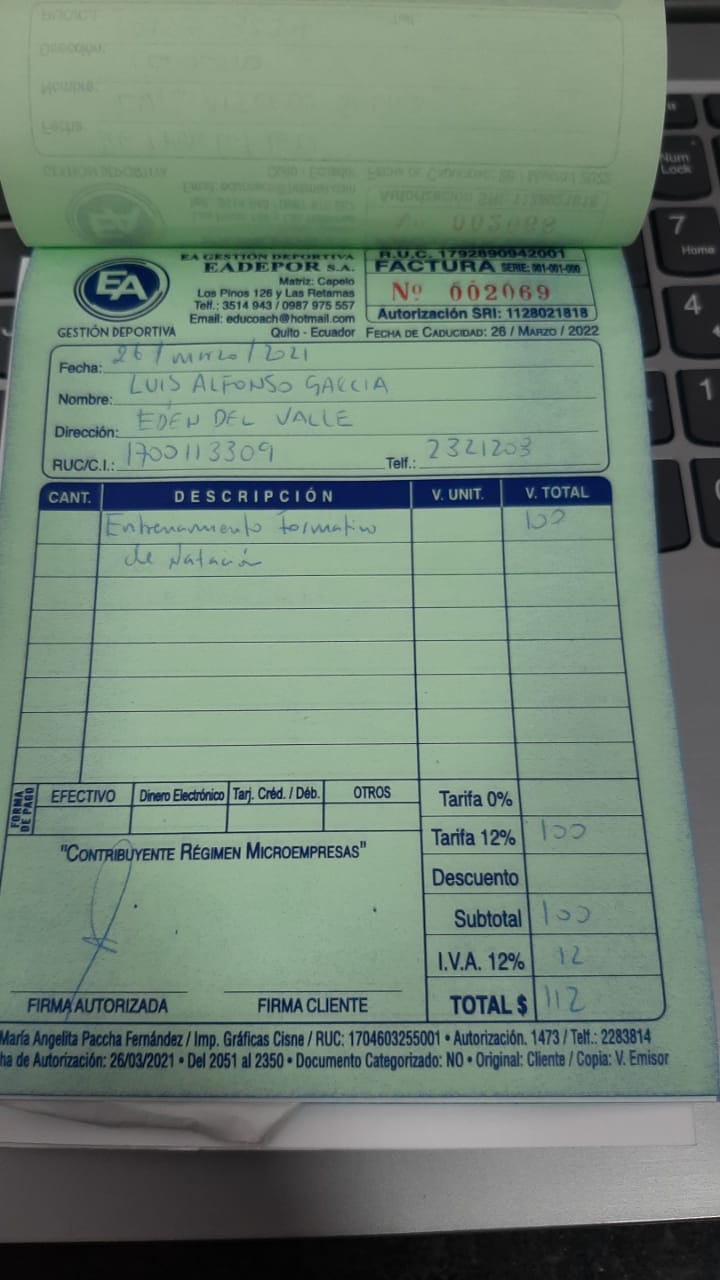 EA GESTIÓN DEPORTIVA
EADEPOR S.A.
Matriz: Capelo
Los Pinos 126 y Las Retamas
Telf.: 3514 943 / 0987 975 557
Email: educoach@hotmail.com
Quito - Ecuador
EA
GESTIÓN DEPORTIVA
R.U.C. 1792890942001
FACTURA SERIE: 001-001-000
Nº 002069
Autorización SRI: 1128021818
FECHA DE CADUCIDAD: 26 / MARZO / 2022
Fecha: 26/marzo/2021
Nombre: LUIS ALFONSO GARCIA
Dirección: EDÉN DEL VALLE
RUC/C.I.: 1700113309 Telf.: 2321203
CANT. DESCRIPCIÓN V. UNIT. V. TOTAL
Entrenamiento formativo 100
de Natación
FORMA DE PAGO
EFECTIVO Dinero Electrónico Tarj. Créd. / Déb. OTROS
Tarifa 0%
Tarifa 12% 100
Descuento
Subtotal 100
I.V.A. 12% 12
TOTAL $ 112
"CONTRIBUYENTE RÉGIMEN MICROEMPRESAS"
FIRMA AUTORIZADA FIRMA CLIENTE
María Angelita Paccha Fernández / Imp. Gráficas Cisne / RUC: 1704603255001 • Autorización. 1473 / Telf.: 2283814
ha de Autorización: 26/03/2021 • Del 2051 al 2350 • Documento Categorizado: NO • Original: Cliente / Copia: V. Emisor
Num
Lock
7
Home
4
1